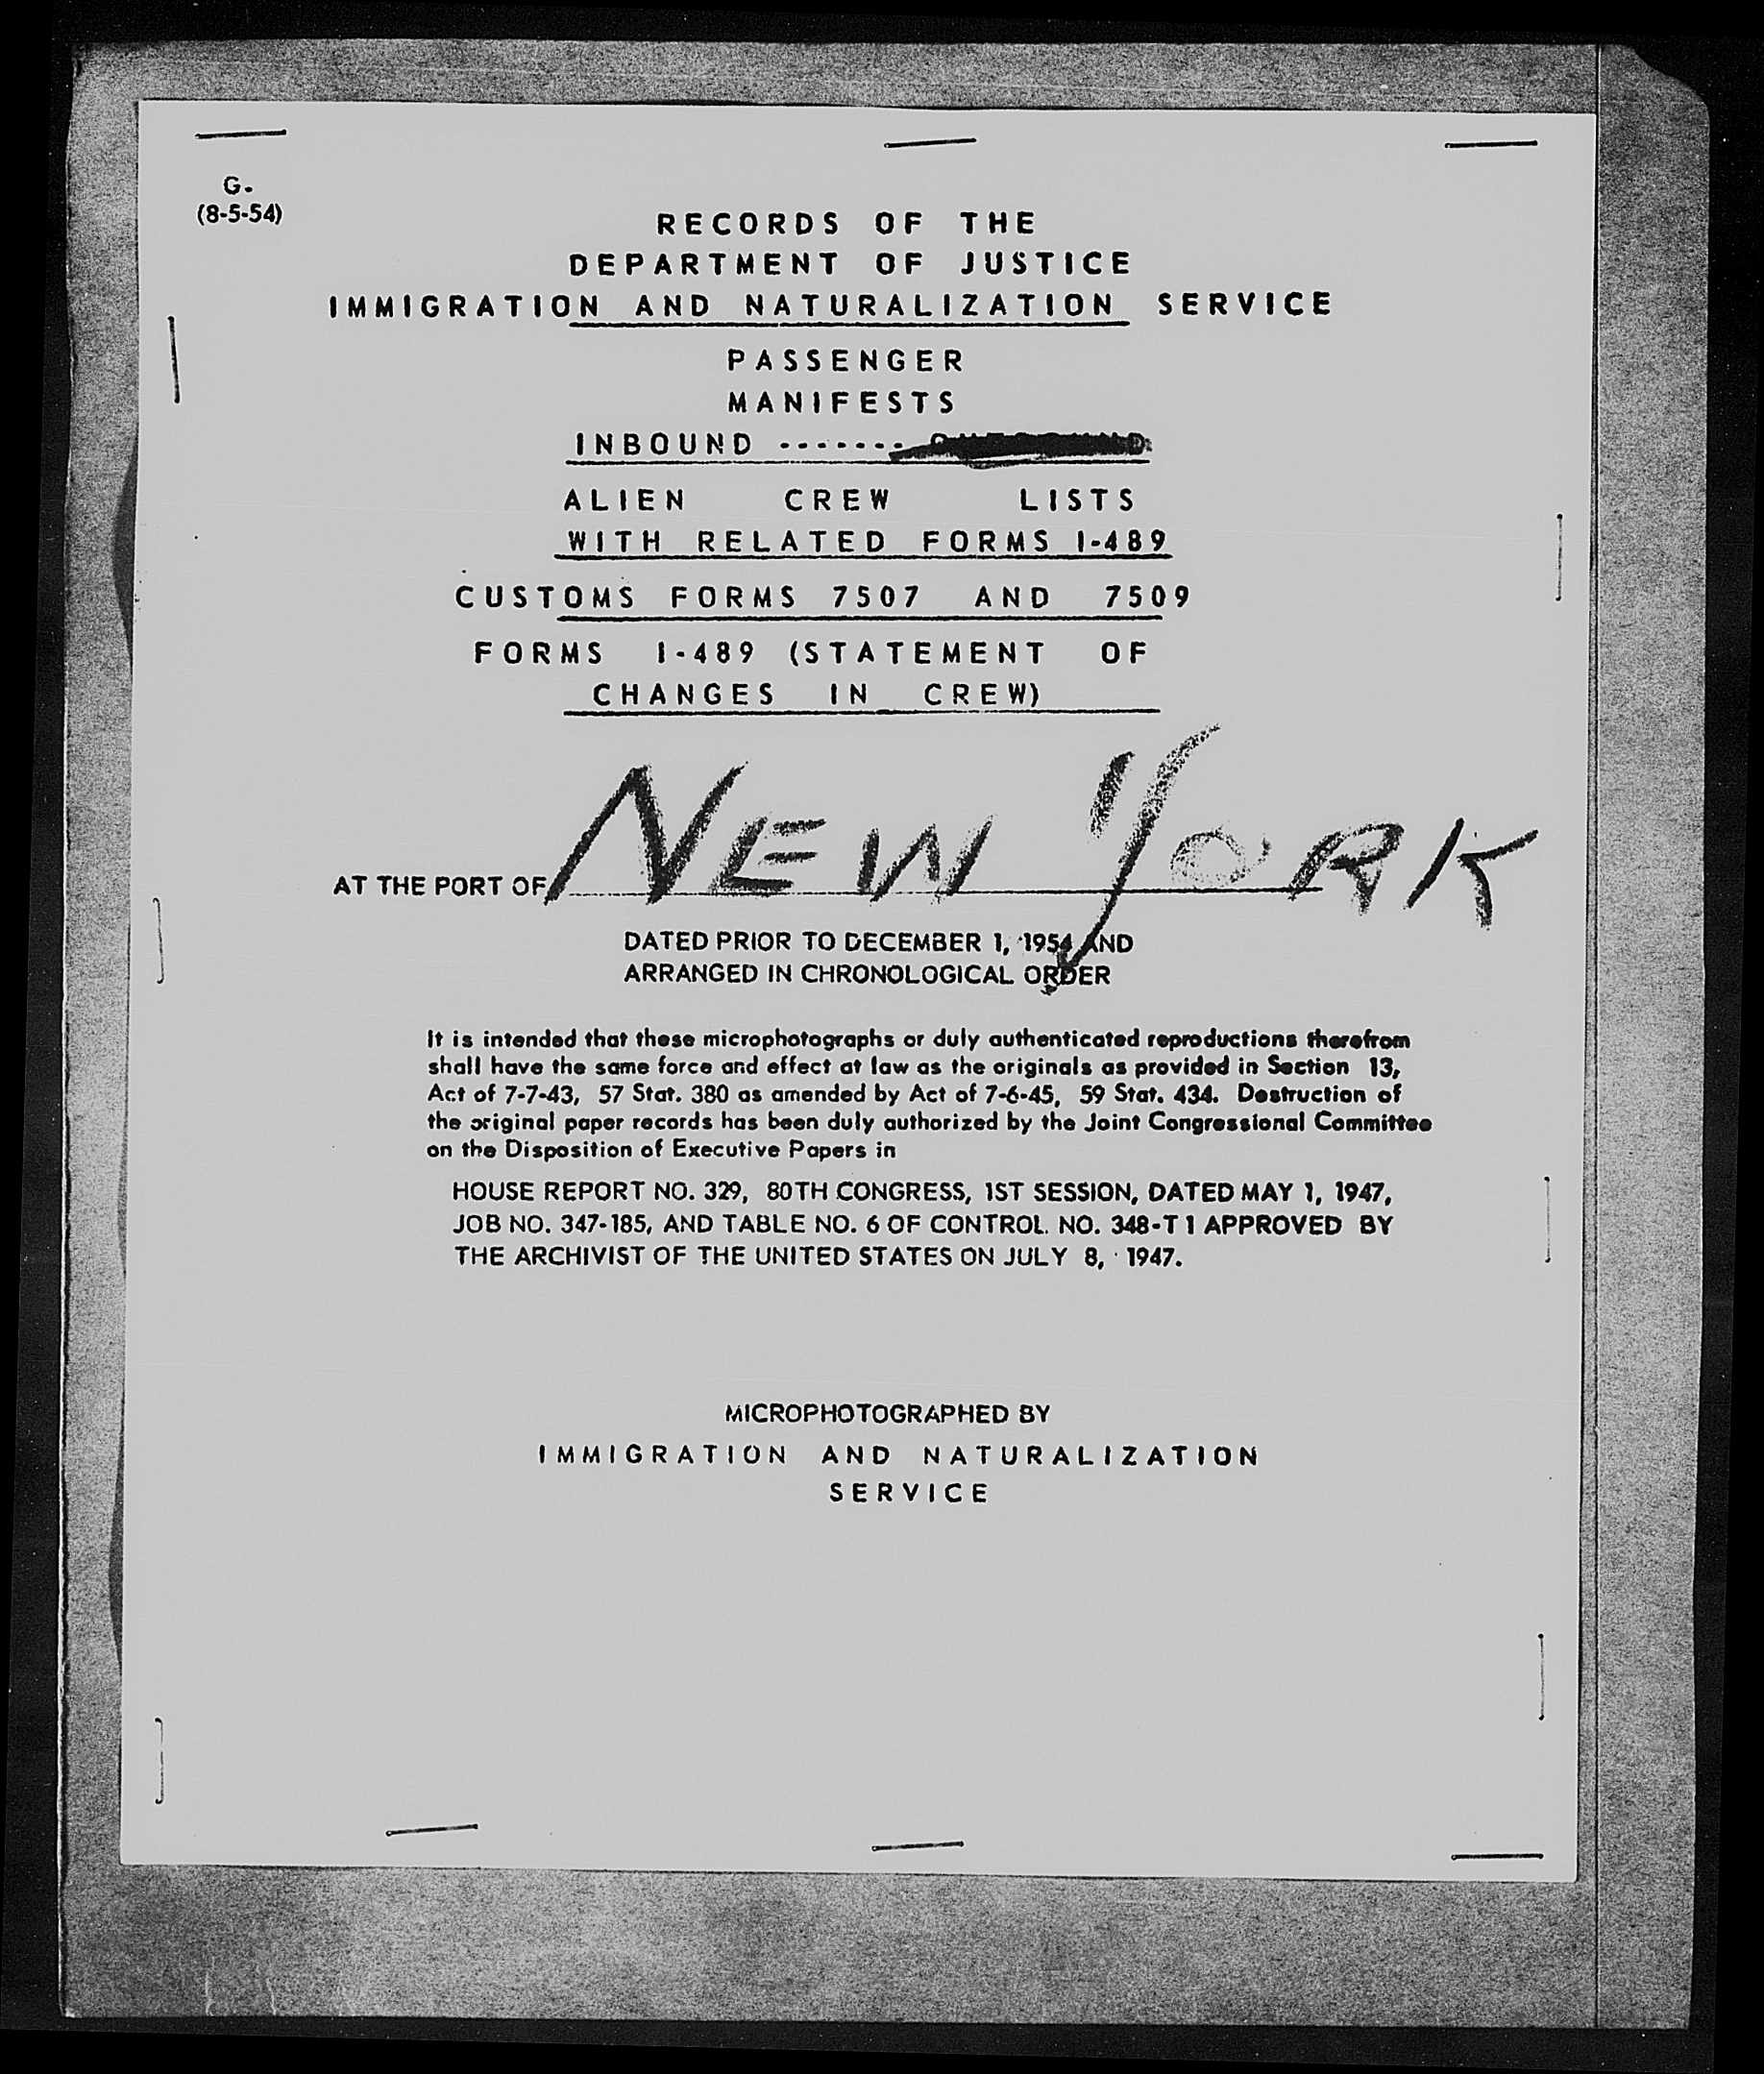 G.
(8-5-54)
RECORDS OF THE
DEPARTMENT OF JUSTICE
IMMIGRATION AND NATURALIZATION SERVICE
PASSENGER
MANIFESTS
INBOUND -------
ALIEN CREW LISTS
WITH RELATED FORMS I-489
CUSTOMS FORMS 7507 AND 7509
FORMS I-489 (STATEMENT OF
CHANGES IN CREW)
AT THE PORT OF NEW YORK
DATED PRIOR TO DECEMBER 1, 1954 AND
ARRANGED IN CHRONOLOGICAL ORDER
It is intended that these microphotographs or duly authenticated reproductions therefrom
shall have the same force and effect at law as the originals as provided in Section 13,
Act of 7-7-43, 57 Stat. 380 as amended by Act of 7-6-45, 59 Stat. 434. Destruction of
the original paper records has been duly authorized by the Joint Congressional Committee
on the Disposition of Executive Papers in
HOUSE REPORT NO. 329, 80TH CONGRESS, 1ST SESSION, DATED MAY 1, 1947,
JOB NO. 347-185, AND TABLE NO. 6 OF CONTROL NO. 348-T1 APPROVED BY
THE ARCHIVIST OF THE UNITED STATES ON JULY 8, 1947.
MICROPHOTOGRAPHED BY
IMMIGRATION AND NATURALIZATION
SERVICE